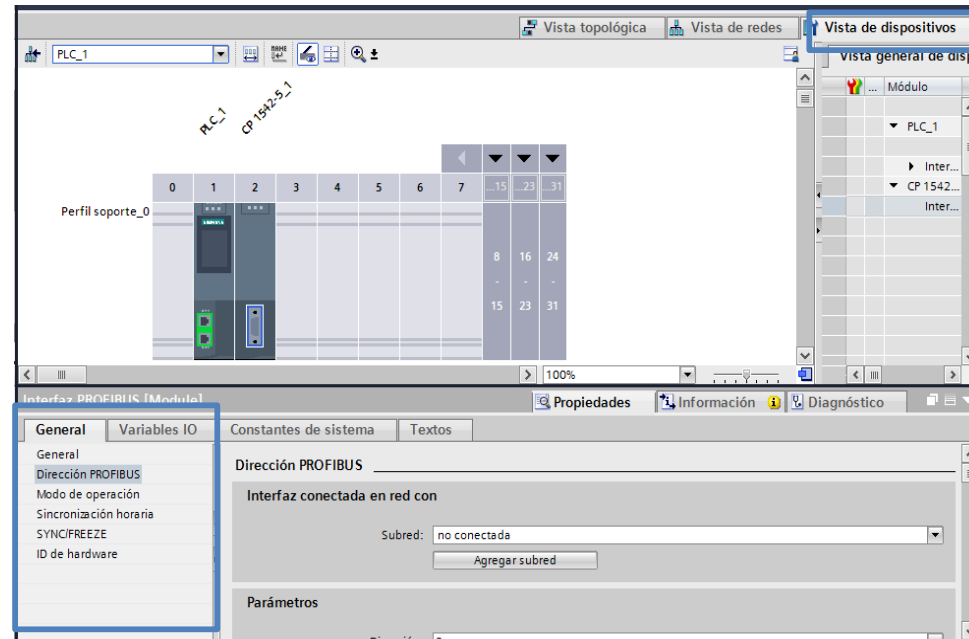 Vista topológica Vista de redes Vista de dispositivos
PLC_1
Vista general de dis
... Módulo
PLC_1 CP 1542-5_1
PLC_1
Inter...
CP 1542...
Inter...
0 1 2 3 4 5 6 7 ...15 ...23 ...31
Perfil soporte_0
SIEMENS
8 16 24
- - -
15 23 31
100%
Interfaz PROFIBUS [Module]
Propiedades Información Diagnóstico
General Variables IO Constantes de sistema Textos
General
Dirección PROFIBUS
Modo de operación
Sincronización horaria
SYNC/FREEZE
ID de hardware
Dirección PROFIBUS
Interfaz conectada en red con
Subred: no conectada
Agregar subred
Parámetros